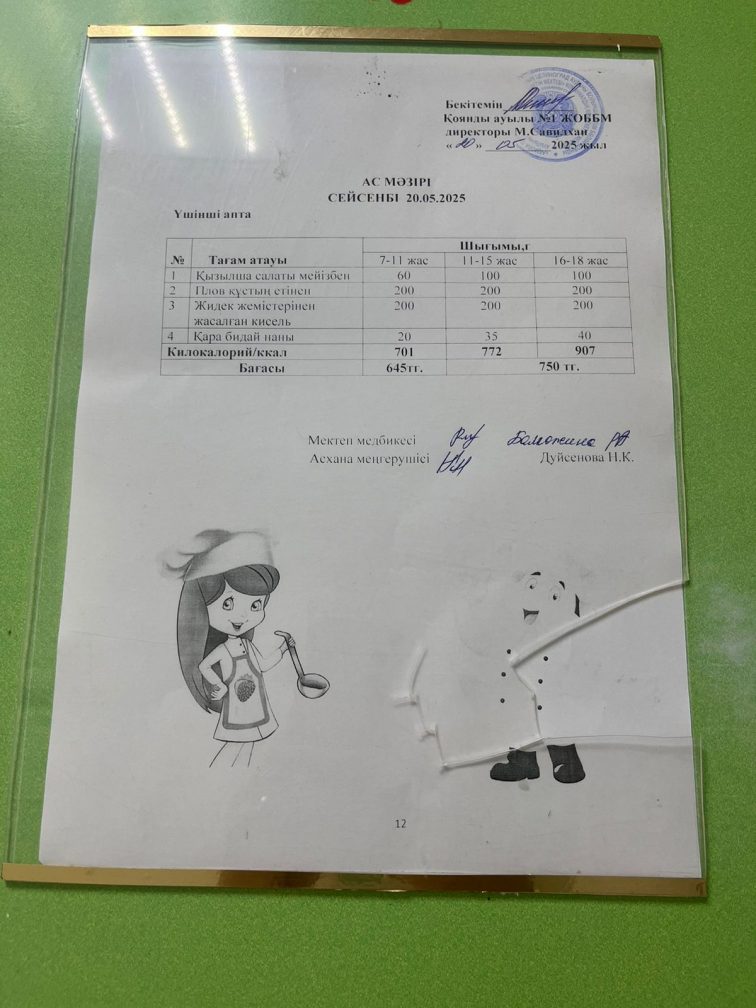 Бекітемін
Қоянды ауылы №1 ЖОББМ
директоры М.Савилхан
« 20 » 05 2025 жыл
АС МӘЗІРІ
СЕЙСЕНБІ 20.05.2025
Үшінші апта
№ Тағам атауы Шығымы,г
7-11 жас 11-15 жас 16-18 жас
1 Қызылша салаты мейізбен 60 100 100
2 Плов құстың етінен 200 200 200
3 Жидек жемістерінен 200 200 200
жасалған кисель
4 Қара бидай наны 20 35 40
Килокалорий/ккал 701 772 907
Бағасы 645тг. 750 тг.
Мектеп медбикесі
Асхана меңгерушісі Дуйсенова Н.К.
12